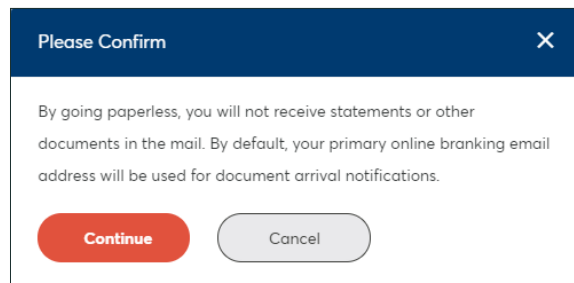 Please Confirm
By going paperless, you will not receive statements or other
documents in the mail. By default, your primary online branking email
address will be used for document arrival notifications.
Continue Cancel